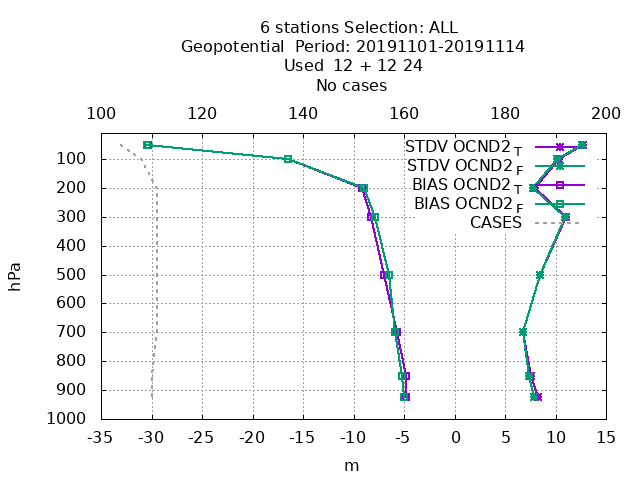 6 stations Selection: ALL
Geopotential  Period: 20191101-20191114
Used  12 + 12 24
No cases
100 120 140 160 180 200
STDV OCND2 T
STDV OCND2 F
BIAS OCND2 T
BIAS OCND2 F
CASES
hPa
100
200
300
400
500
600
700
800
900
1000
-35 -30 -25 -20 -15 -10 -5 0 5 10 15
m